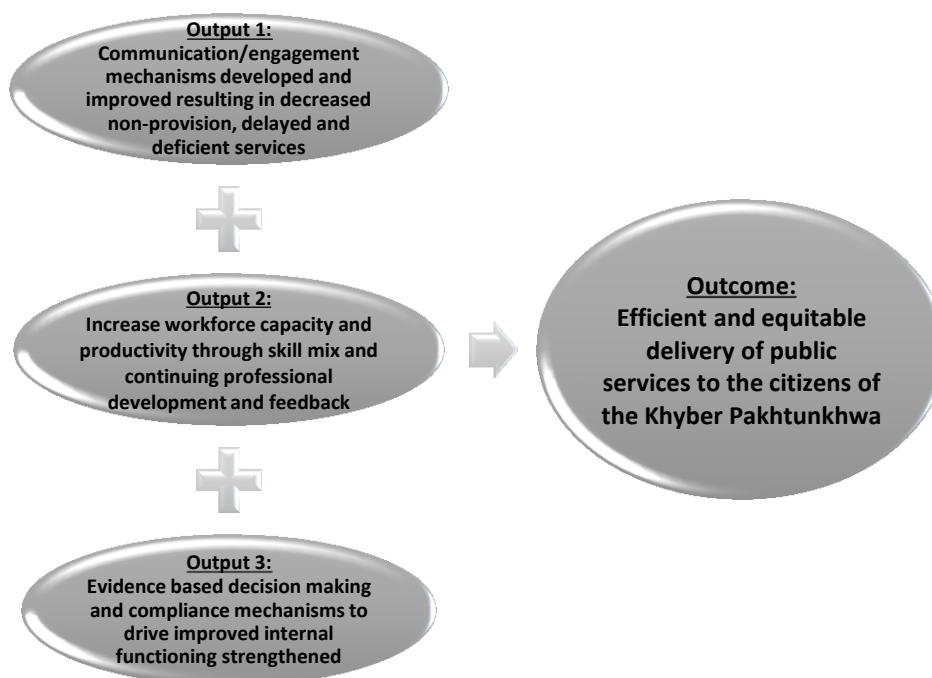 Output 1:
Communication/engagement
mechanisms developed and
improved resulting in decreased
non-provision, delayed and
deficient services
Output 2:
Increase workforce capacity and
productivity through skill mix and
continuing professional
development and feedback
Output 3:
Evidence based decision making
and compliance mechanisms to
drive improved internal
functioning strengthened
Outcome:
Efficient and equitable
delivery of public
services to the citizens of
the Khyber Pakhtunkhwa